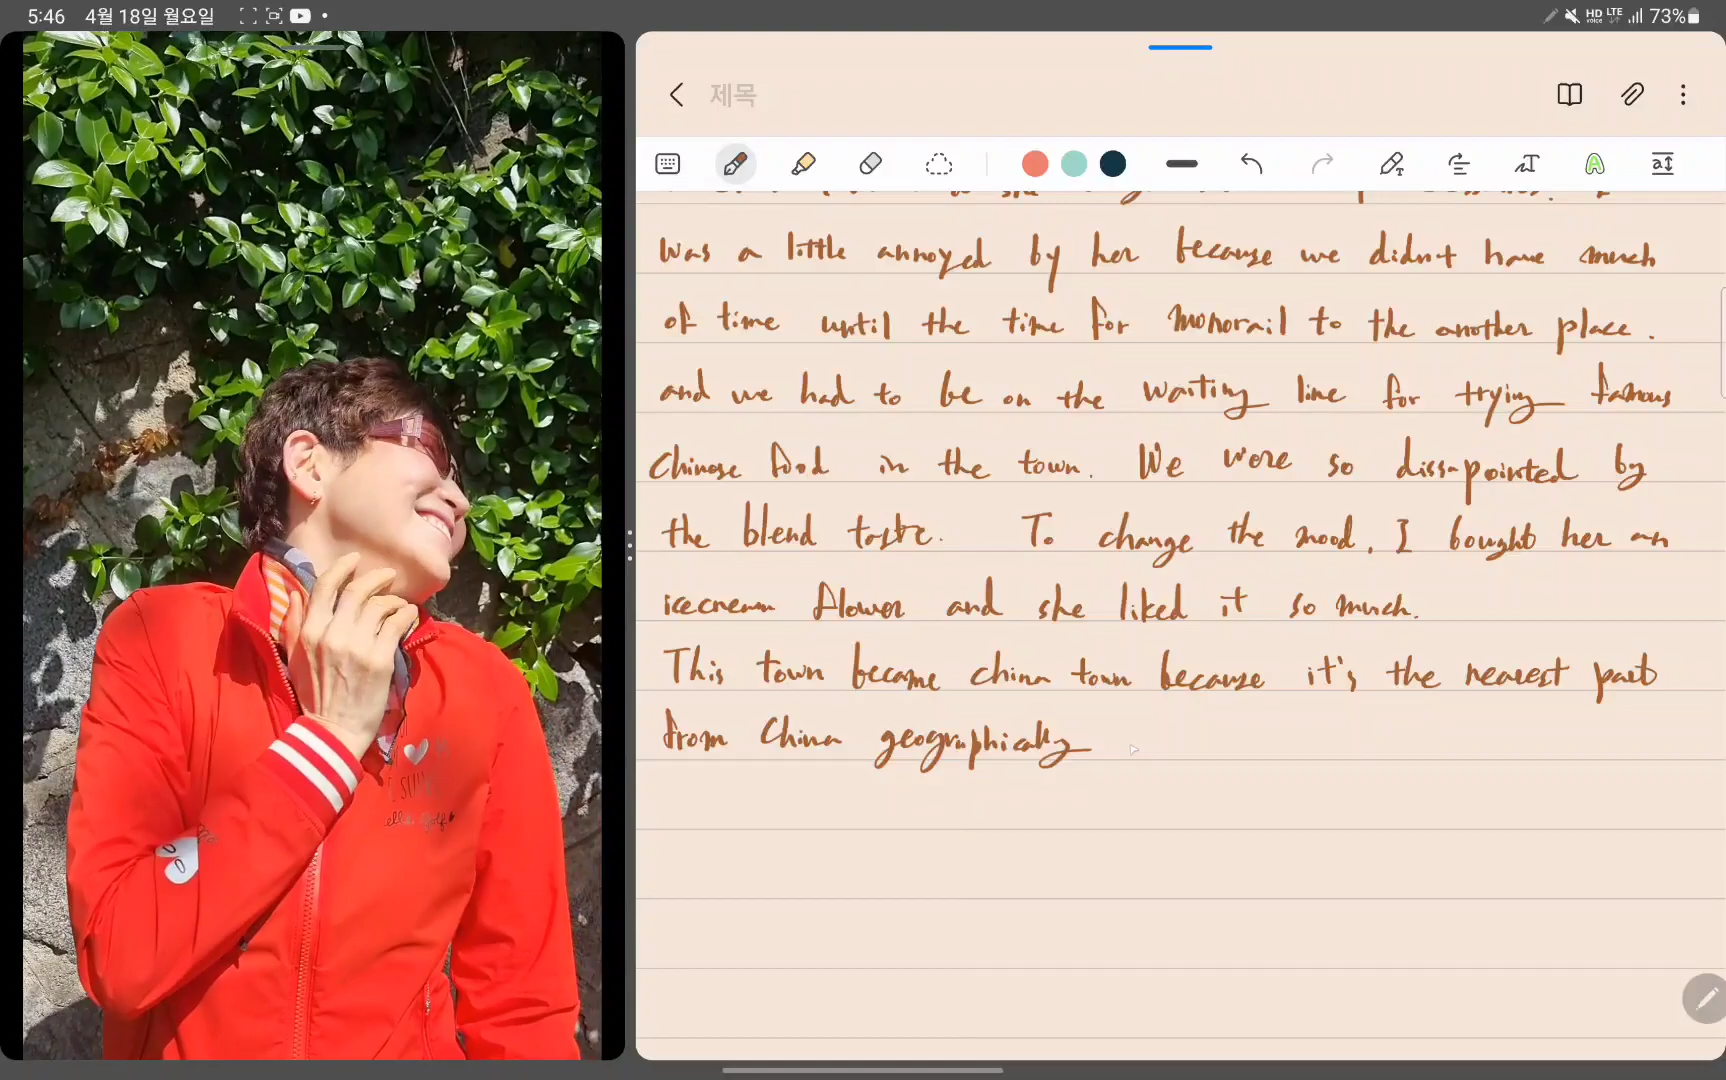 5:46 4월 18일 월요일
HD voice LTE 73%
제목
was a little annoyed by her because we didn't have much
of time until the time for monorail to the another place.
and we had to be on the waiting line for trying famous
Chinese food in the town. We were so dissapointed by
the blend taste. To change the mood, I bought her an
icecream flower and she liked it so much.
This town became china town because it's the nearest part
from China geographically